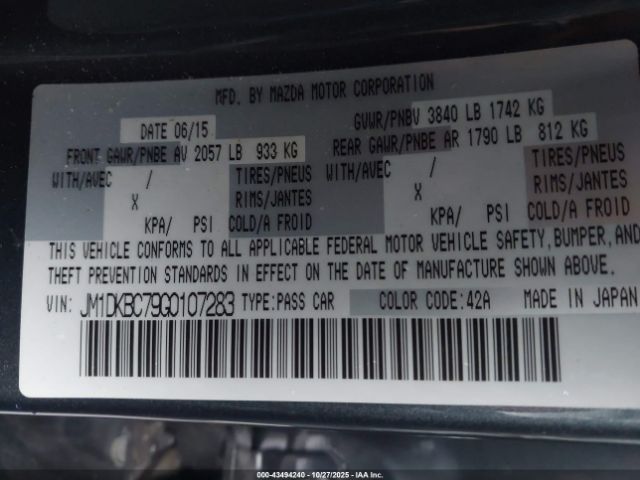 MFD. BY MAZDA MOTOR CORPORATION
DATE 06/15 GVWR/PNBV 3840 LB 1742 KG
FRONT GAWR/PNBE AV 2057 LB 933 KG REAR GAWR/PNBE AR 1790 LB 812 KG
WITH/AVEC / TIRES/PNEUS WITH/AVEC / TIRES/PNEUS
X RIMS/JANTES X RIMS/JANTES
KPA/ PSI COLD/A FROID KPA/ PSI COLD/A FROID
THIS VEHICLE CONFORMS TO ALL APPLICABLE FEDERAL MOTOR VEHICLE SAFETY, BUMPER, AND
THEFT PREVENTION STANDARDS IN EFFECT ON THE DATE OF MANUFACTURE SHOWN ABOVE.
VIN: JM1DKBC79G0107283 TYPE:PASS CAR COLOR CODE:42A MADE IN JAPAN
000-43494240 - 10/27/2025 - IAA Inc.